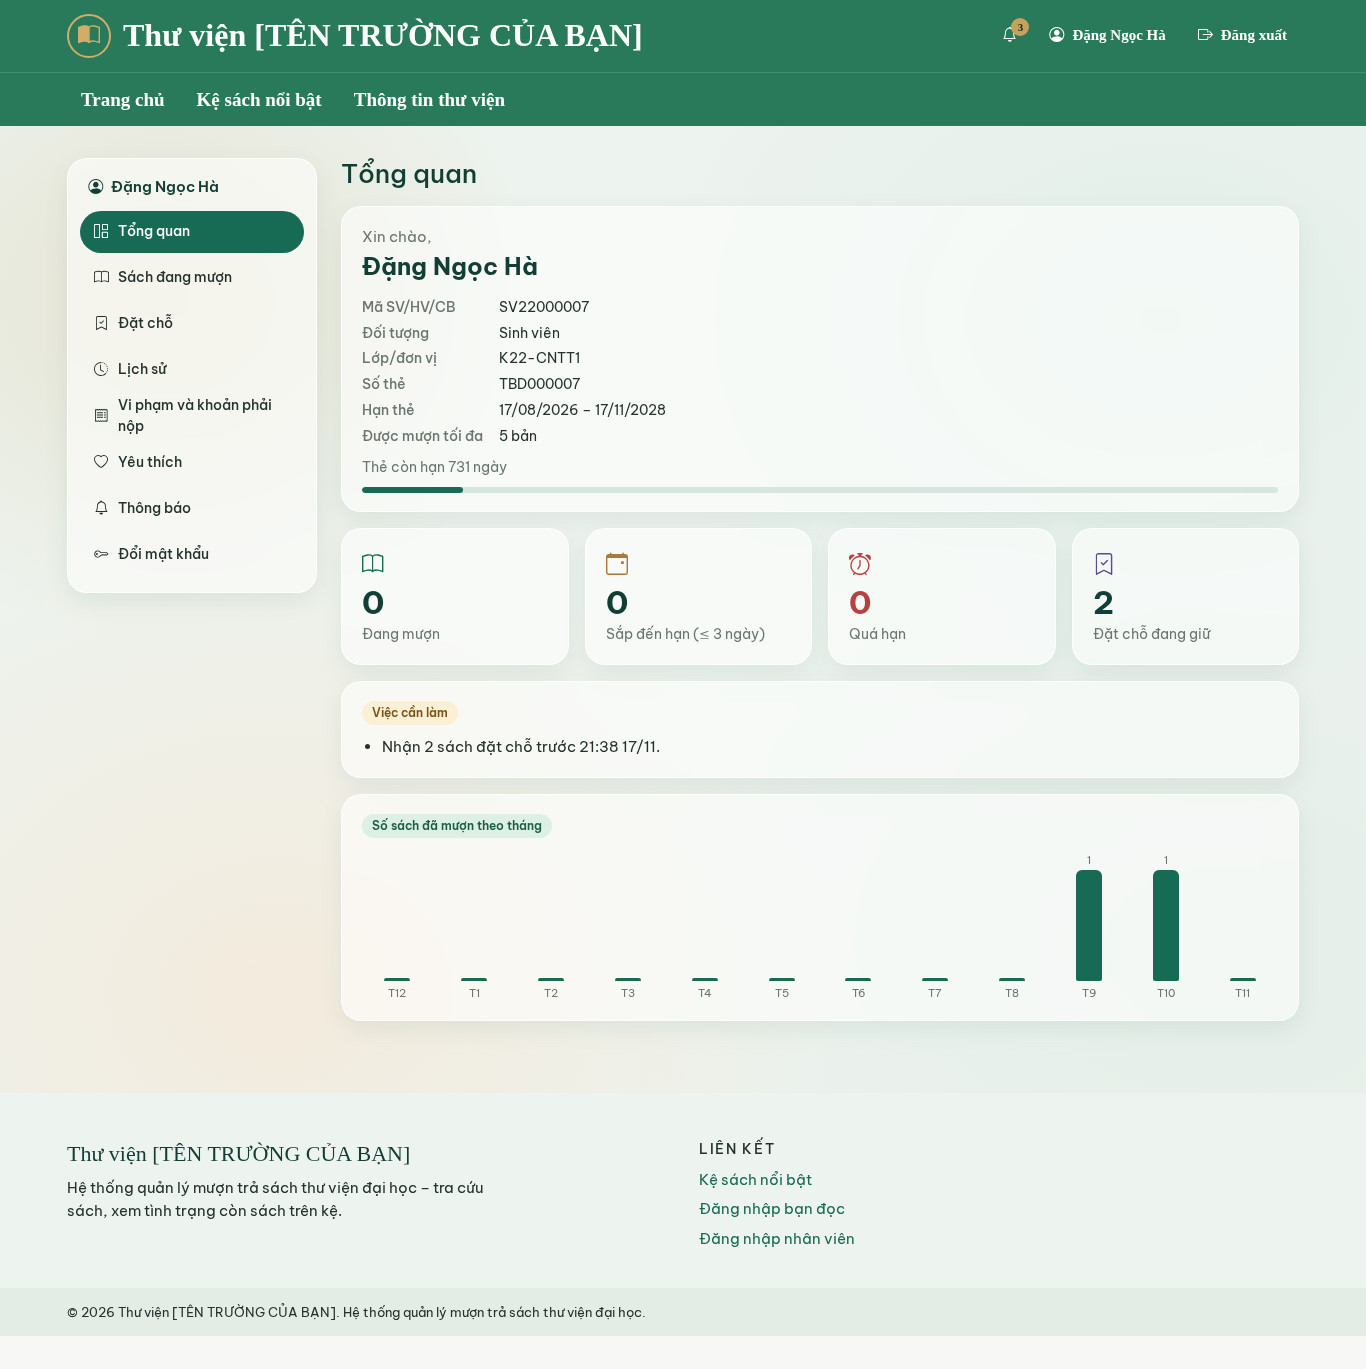 Thư viện [TÊN TRƯỜNG CỦA BẠN]
3
Đặng Ngọc Hà
Đăng xuất
Trang chủ
Kệ sách nổi bật
Thông tin thư viện
Đặng Ngọc Hà
Tổng quan
Sách đang mượn
Đặt chỗ
Lịch sử
Vi phạm và khoản phải
nộp
Yêu thích
Thông báo
Đổi mật khẩu
Tổng quan
Xin chào,
Đặng Ngọc Hà
Mã SV/HV/CB SV22000007
Đối tượng Sinh viên
Lớp/đơn vị K22-CNTT1
Số thẻ TBD000007
Hạn thẻ 17/08/2026 – 17/11/2028
Được mượn tối đa 5 bản
Thẻ còn hạn 731 ngày
0
Đang mượn
0
Sắp đến hạn (≤ 3 ngày)
0
Quá hạn
2
Đặt chỗ đang giữ
Việc cần làm
Nhận 2 sách đặt chỗ trước 21:38 17/11.
Số sách đã mượn theo tháng
1 1
T12 T1 T2 T3 T4 T5 T6 T7 T8 T9 T10 T11
Thư viện [TÊN TRƯỜNG CỦA BẠN]
Hệ thống quản lý mượn trả sách thư viện đại học – tra cứu
sách, xem tình trạng còn sách trên kệ.
LIÊN KẾT
Kệ sách nổi bật
Đăng nhập bạn đọc
Đăng nhập nhân viên
© 2026 Thư viện [TÊN TRƯỜNG CỦA BẠN]. Hệ thống quản lý mượn trả sách thư viện đại học.